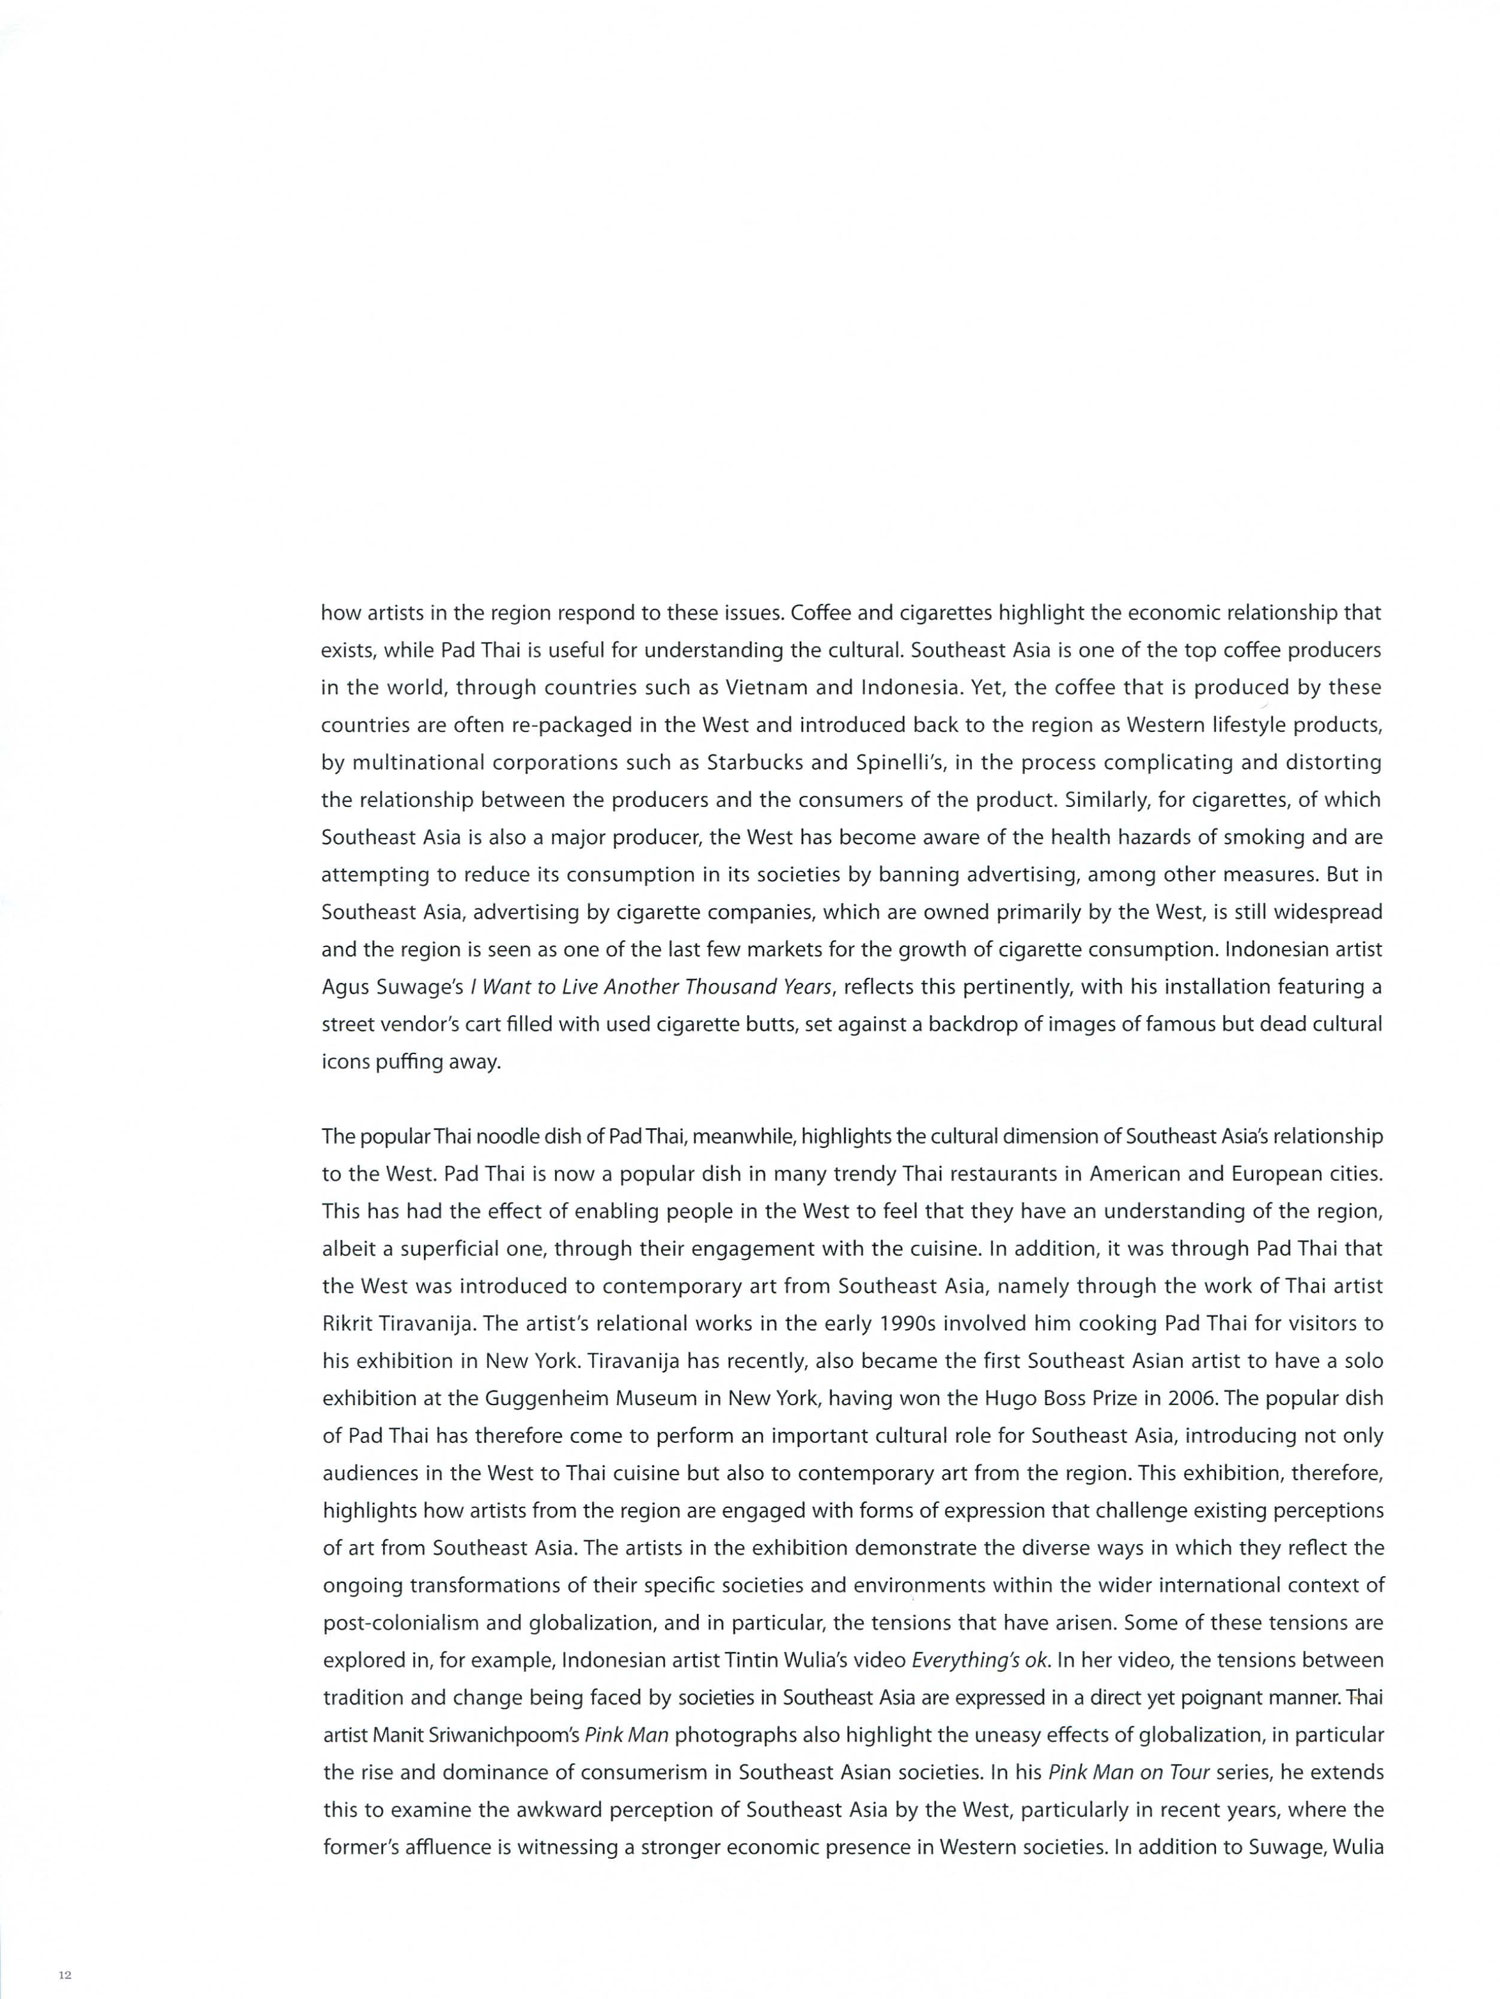 how artists in the region respond to these issues. Coffee and cigarettes highlight the economic relationship that
exists, while Pad Thai is useful for understanding the cultural. Southeast Asia is one of the top coffee producers
in the world, through countries such as Vietnam and Indonesia. Yet, the coffee that is produced by these
countries are often re-packaged in the West and introduced back to the region as Western lifestyle products,
by multinational corporations such as Starbucks and Spinelli's, in the process complicating and distorting
the relationship between the producers and the consumers of the product. Similarly, for cigarettes, of which
Southeast Asia is also a major producer, the West has become aware of the health hazards of smoking and are
attempting to reduce its consumption in its societies by banning advertising, among other measures. But in
Southeast Asia, advertising by cigarette companies, which are owned primarily by the West, is still widespread
and the region is seen as one of the last few markets for the growth of cigarette consumption. Indonesian artist
Agus Suwage's I Want to Live Another Thousand Years, reflects this pertinently, with his installation featuring a
street vendor's cart filled with used cigarette butts, set against a backdrop of images of famous but dead cultural
icons puffing away.
The popular Thai noodle dish of Pad Thai, meanwhile, highlights the cultural dimension of Southeast Asia's relationship
to the West. Pad Thai is now a popular dish in many trendy Thai restaurants in American and European cities.
This has had the effect of enabling people in the West to feel that they have an understanding of the region,
albeit a superficial one, through their engagement with the cuisine. In addition, it was through Pad Thai that
the West was introduced to contemporary art from Southeast Asia, namely through the work of Thai artist
Rikrit Tiravanija. The artist's relational works in the early 1990s involved him cooking Pad Thai for visitors to
his exhibition in New York. Tiravanija has recently, also became the first Southeast Asian artist to have a solo
exhibition at the Guggenheim Museum in New York, having won the Hugo Boss Prize in 2006. The popular dish
of Pad Thai has therefore come to perform an important cultural role for Southeast Asia, introducing not only
audiences in the West to Thai cuisine but also to contemporary art from the region. This exhibition, therefore,
highlights how artists from the region are engaged with forms of expression that challenge existing perceptions
of art from Southeast Asia. The artists in the exhibition demonstrate the diverse ways in which they reflect the
ongoing transformations of their specific societies and environments within the wider international context of
post-colonialism and globalization, and in particular, the tensions that have arisen. Some of these tensions are
explored in, for example, Indonesian artist Tintin Wulia's video Everything's ok. In her video, the tensions between
tradition and change being faced by societies in Southeast Asia are expressed in a direct yet poignant manner. Thai
artist Manit Sriwanichpoom's Pink Man photographs also highlight the uneasy effects of globalization, in particular
the rise and dominance of consumerism in Southeast Asian societies. In his Pink Man on Tour series, he extends
this to examine the awkward perception of Southeast Asia by the West, particularly in recent years, where the
former's affluence is witnessing a stronger economic presence in Western societies. In addition to Suwage, Wulia
12